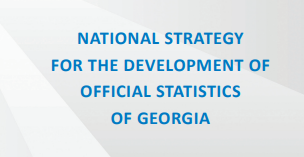 NATIONAL STRATEGY
FOR THE DEVELOPMENT OF
OFFICIAL STATISTICS
OF GEORGIA